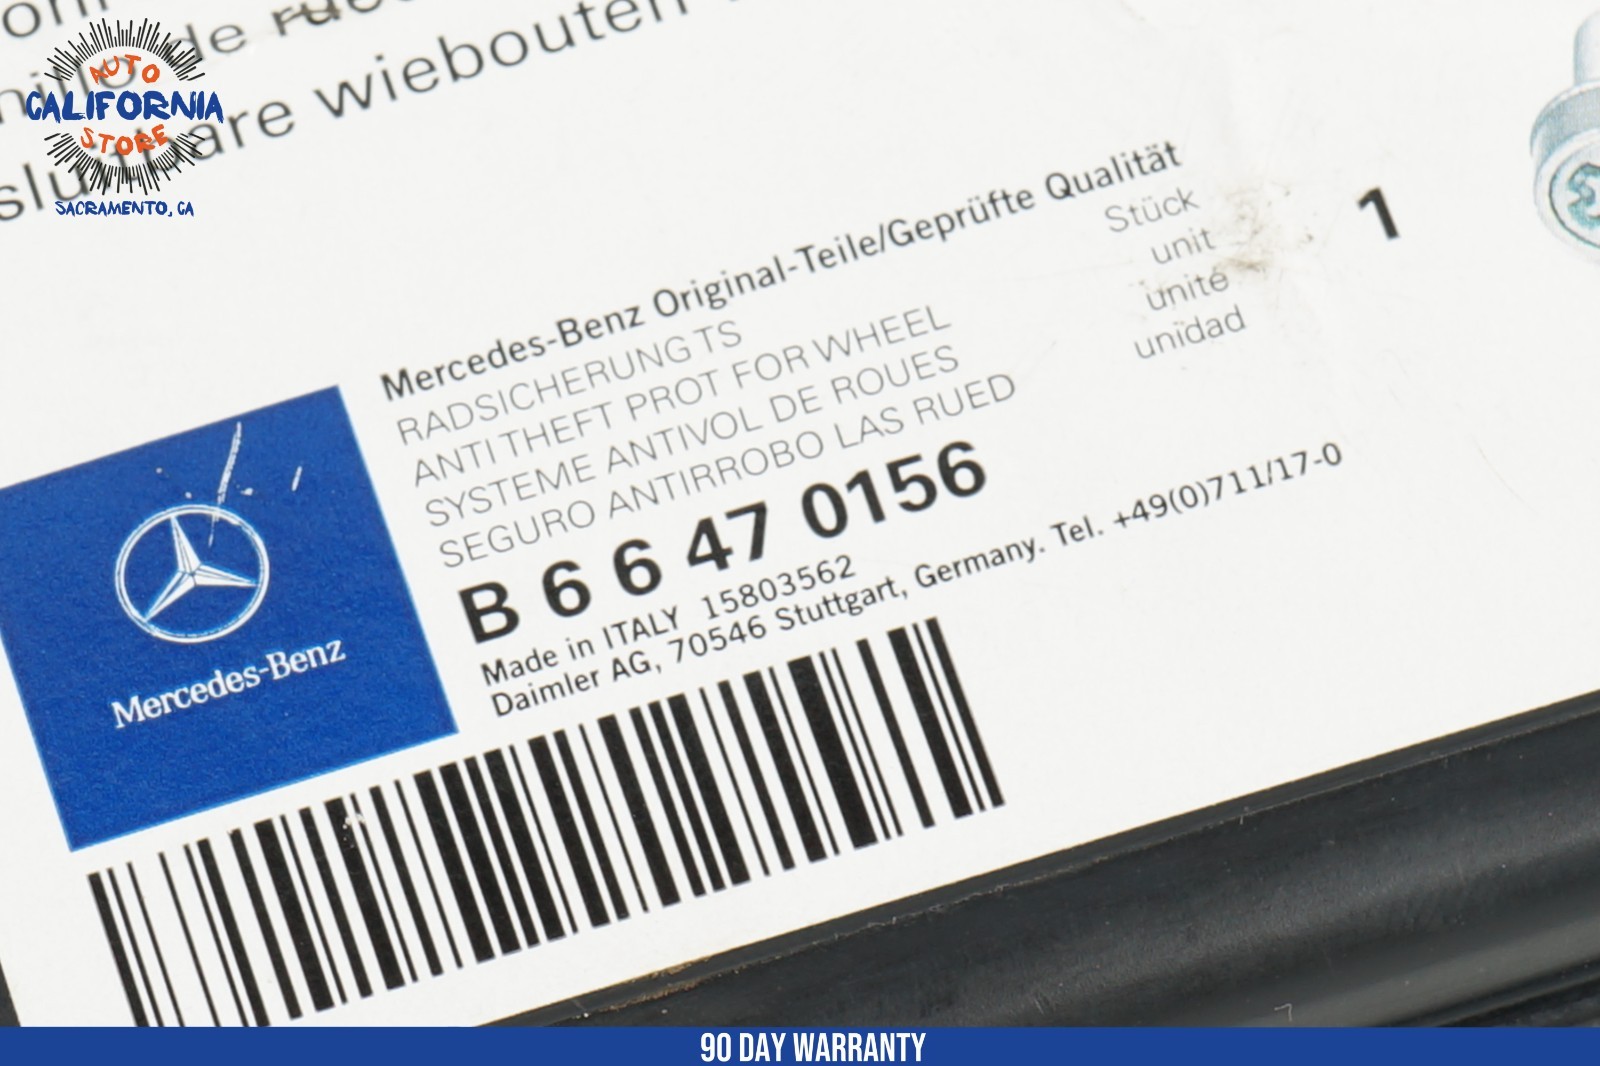 de
wiebouten
AUTO
CALIFORNIA
STORE
SACRAMENTO, CA
Mercedes-Benz Original-Teile/Geprüfte Qualität
RADSICHERUNG TS
ANTI THEFT PROT FOR WHEEL
SYSTEME ANTIVOL DE ROUES
SEGURO ANTIRROBO LAS RUED
Stück
unit
unité
unidad
1
B 6 6 47 0156
Made in ITALY 15803562
Daimler AG, 70546 Stuttgart, Germany. Tel. +49(0)711/17-0
Mercedes-Benz
90 DAY WARRANTY